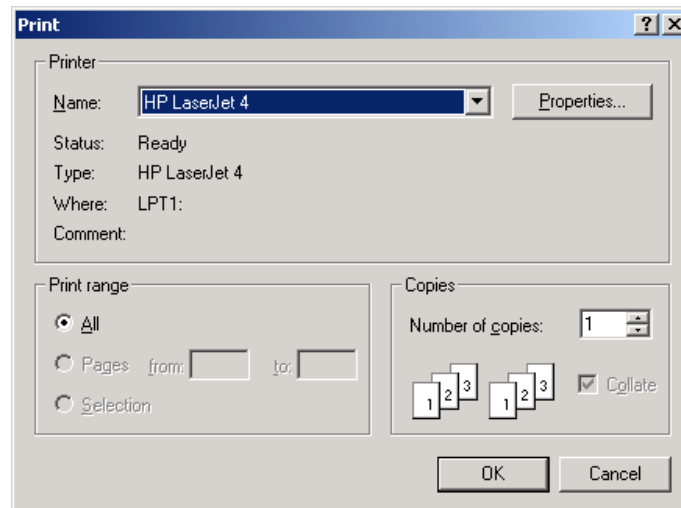 Print
Printer
Name: HP LaserJet 4 Properties...
Status: Ready
Type: HP LaserJet 4
Where: LPT1:
Comment:
Print range
All
Pages from: to:
Selection
Copies
Number of copies: 1
1 2 3 1 2 3 Collate
OK Cancel